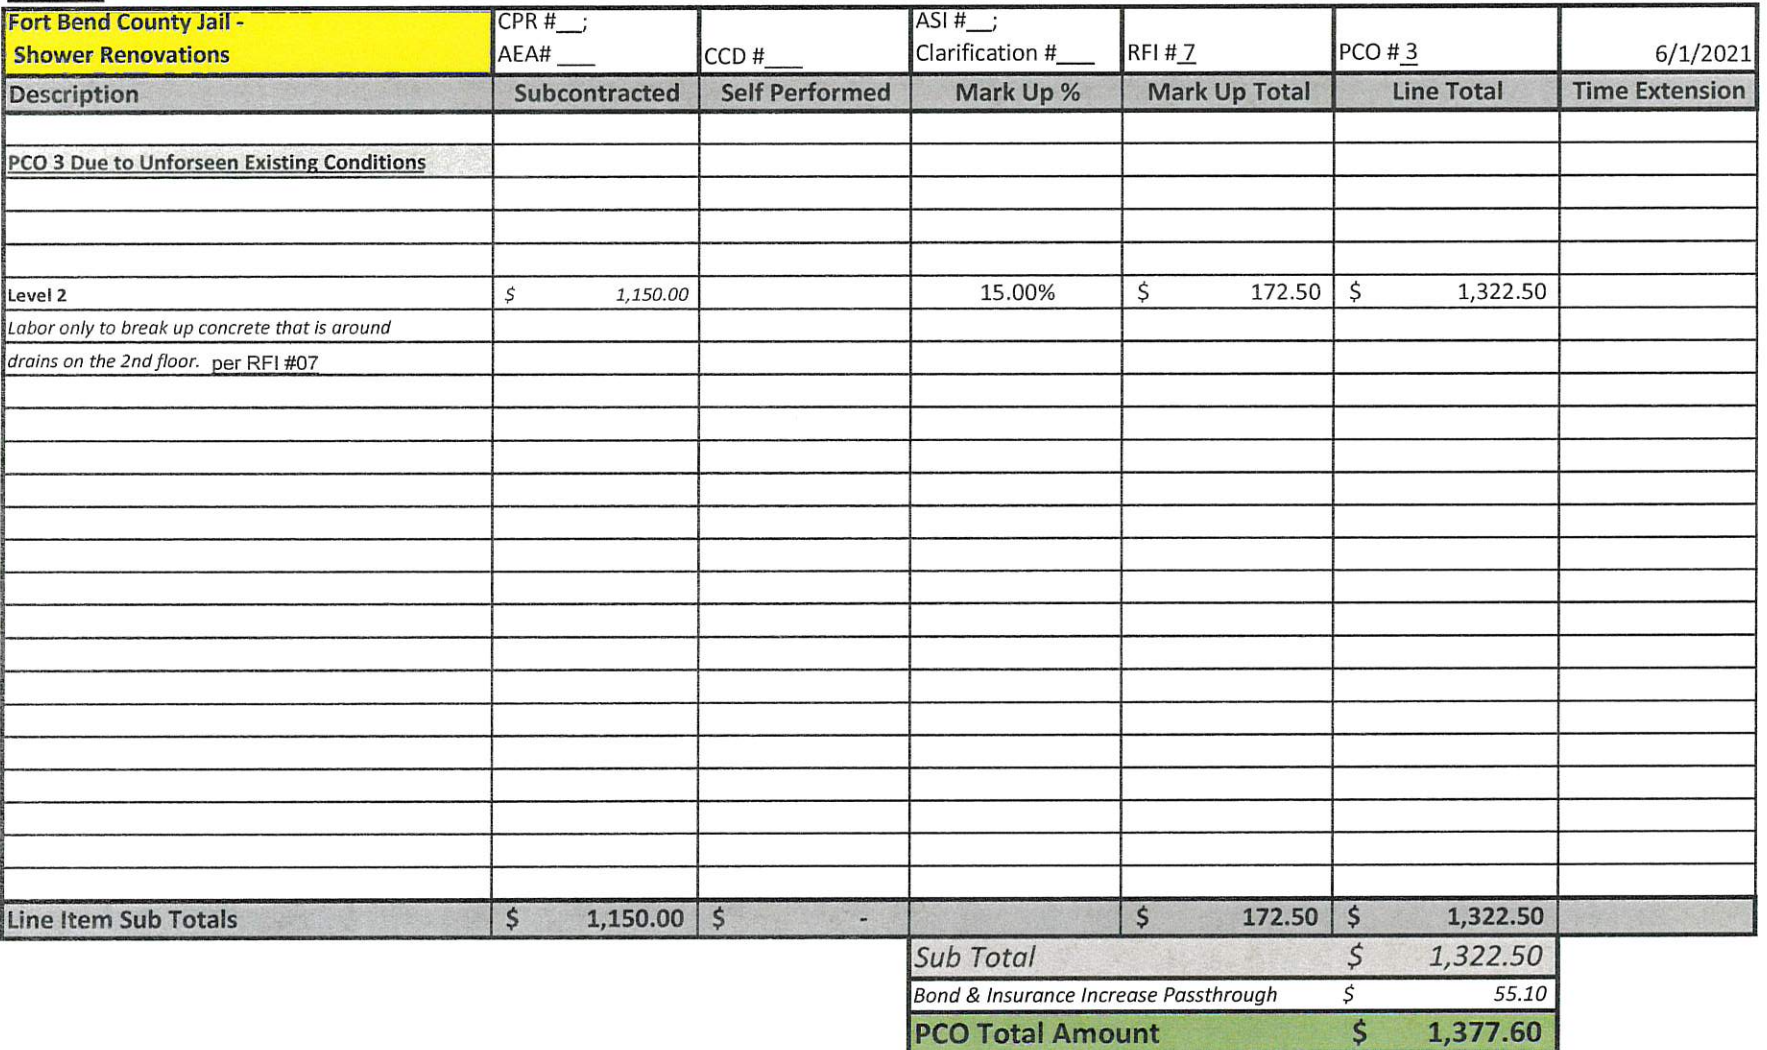 Fort Bend County Jail -
Shower Renovations
CPR #__;
AEA# ___
CCD #___
ASI #__;
Clarification #___
RFI # 7
PCO # 3
6/1/2021
Description Subcontracted Self Performed Mark Up % Mark Up Total Line Total Time Extension
PCO 3 Due to Unforseen Existing Conditions
Level 2 $ 1,150.00 15.00% $ 172.50 $ 1,322.50
Labor only to break up concrete that is around
drains on the 2nd floor. per RFI #07
Line Item Sub Totals $ 1,150.00 $ - $ 172.50 $ 1,322.50
Sub Total $ 1,322.50
Bond & Insurance Increase Passthrough $ 55.10
PCO Total Amount $ 1,377.60